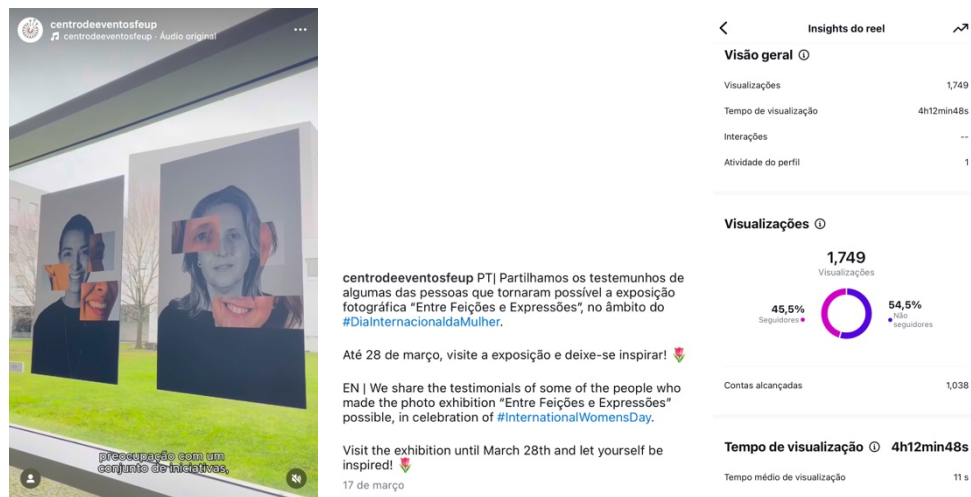 centrodeeventosfeup
centrodeeventosfeup · Áudio original
preocupação com um
conjunto de iniciativas,
centrodeeventosfeup PT| Partilhamos os testemunhos de
algumas das pessoas que tornaram possível a exposição
fotográfica “Entre Feições e Expressões”, no âmbito do
#DiaInternacionaldaMulher.
Até 28 de março, visite a exposição e deixe-se inspirar! 🌷
EN | We share the testimonials of some of the people who
made the photo exhibition “Entre Feições e Expressões”
possible, in celebration of #InternationalWomensDay.
Visit the exhibition until March 28th and let yourself be
inspired! 🌷
17 de março
Insights do reel
Visão geral
Visualizações 1,749
Tempo de visualização 4h12min48s
Interações --
Atividade do perfil 1
Visualizações
1,749
Visualizações
45,5%
Seguidores
54,5%
Não
seguidores
Contas alcançadas 1,038
Tempo de visualização 4h12min48s
Tempo médio de visualização 11 s